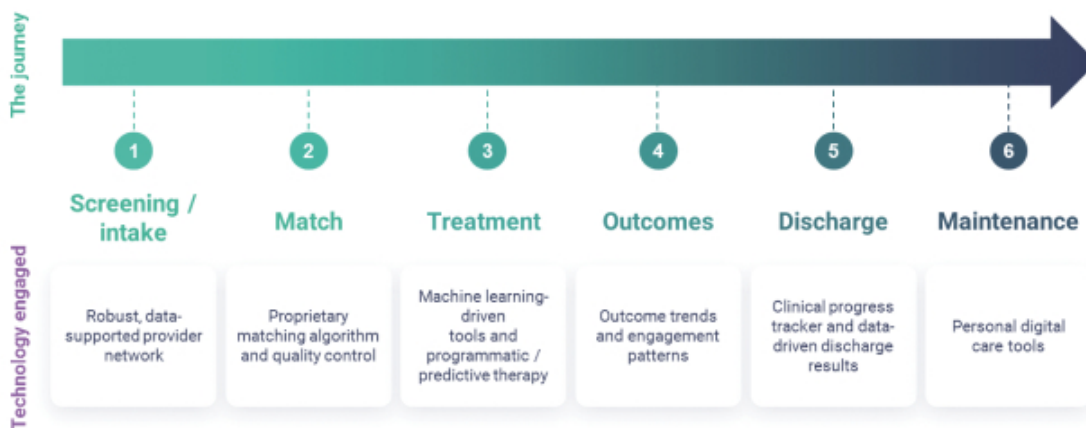 The journey
1
2
3
4
5
6
Screening /
intake
Match
Treatment
Outcomes
Discharge
Maintenance
Technology engaged
Robust, data-
supported provider
network
Proprietary
matching algorithm
and quality control
Machine learning-
driven
tools and
programmatic /
predictive therapy
Outcome trends
and engagement
patterns
Clinical progress
tracker and data-
driven discharge
results
Personal digital
care tools